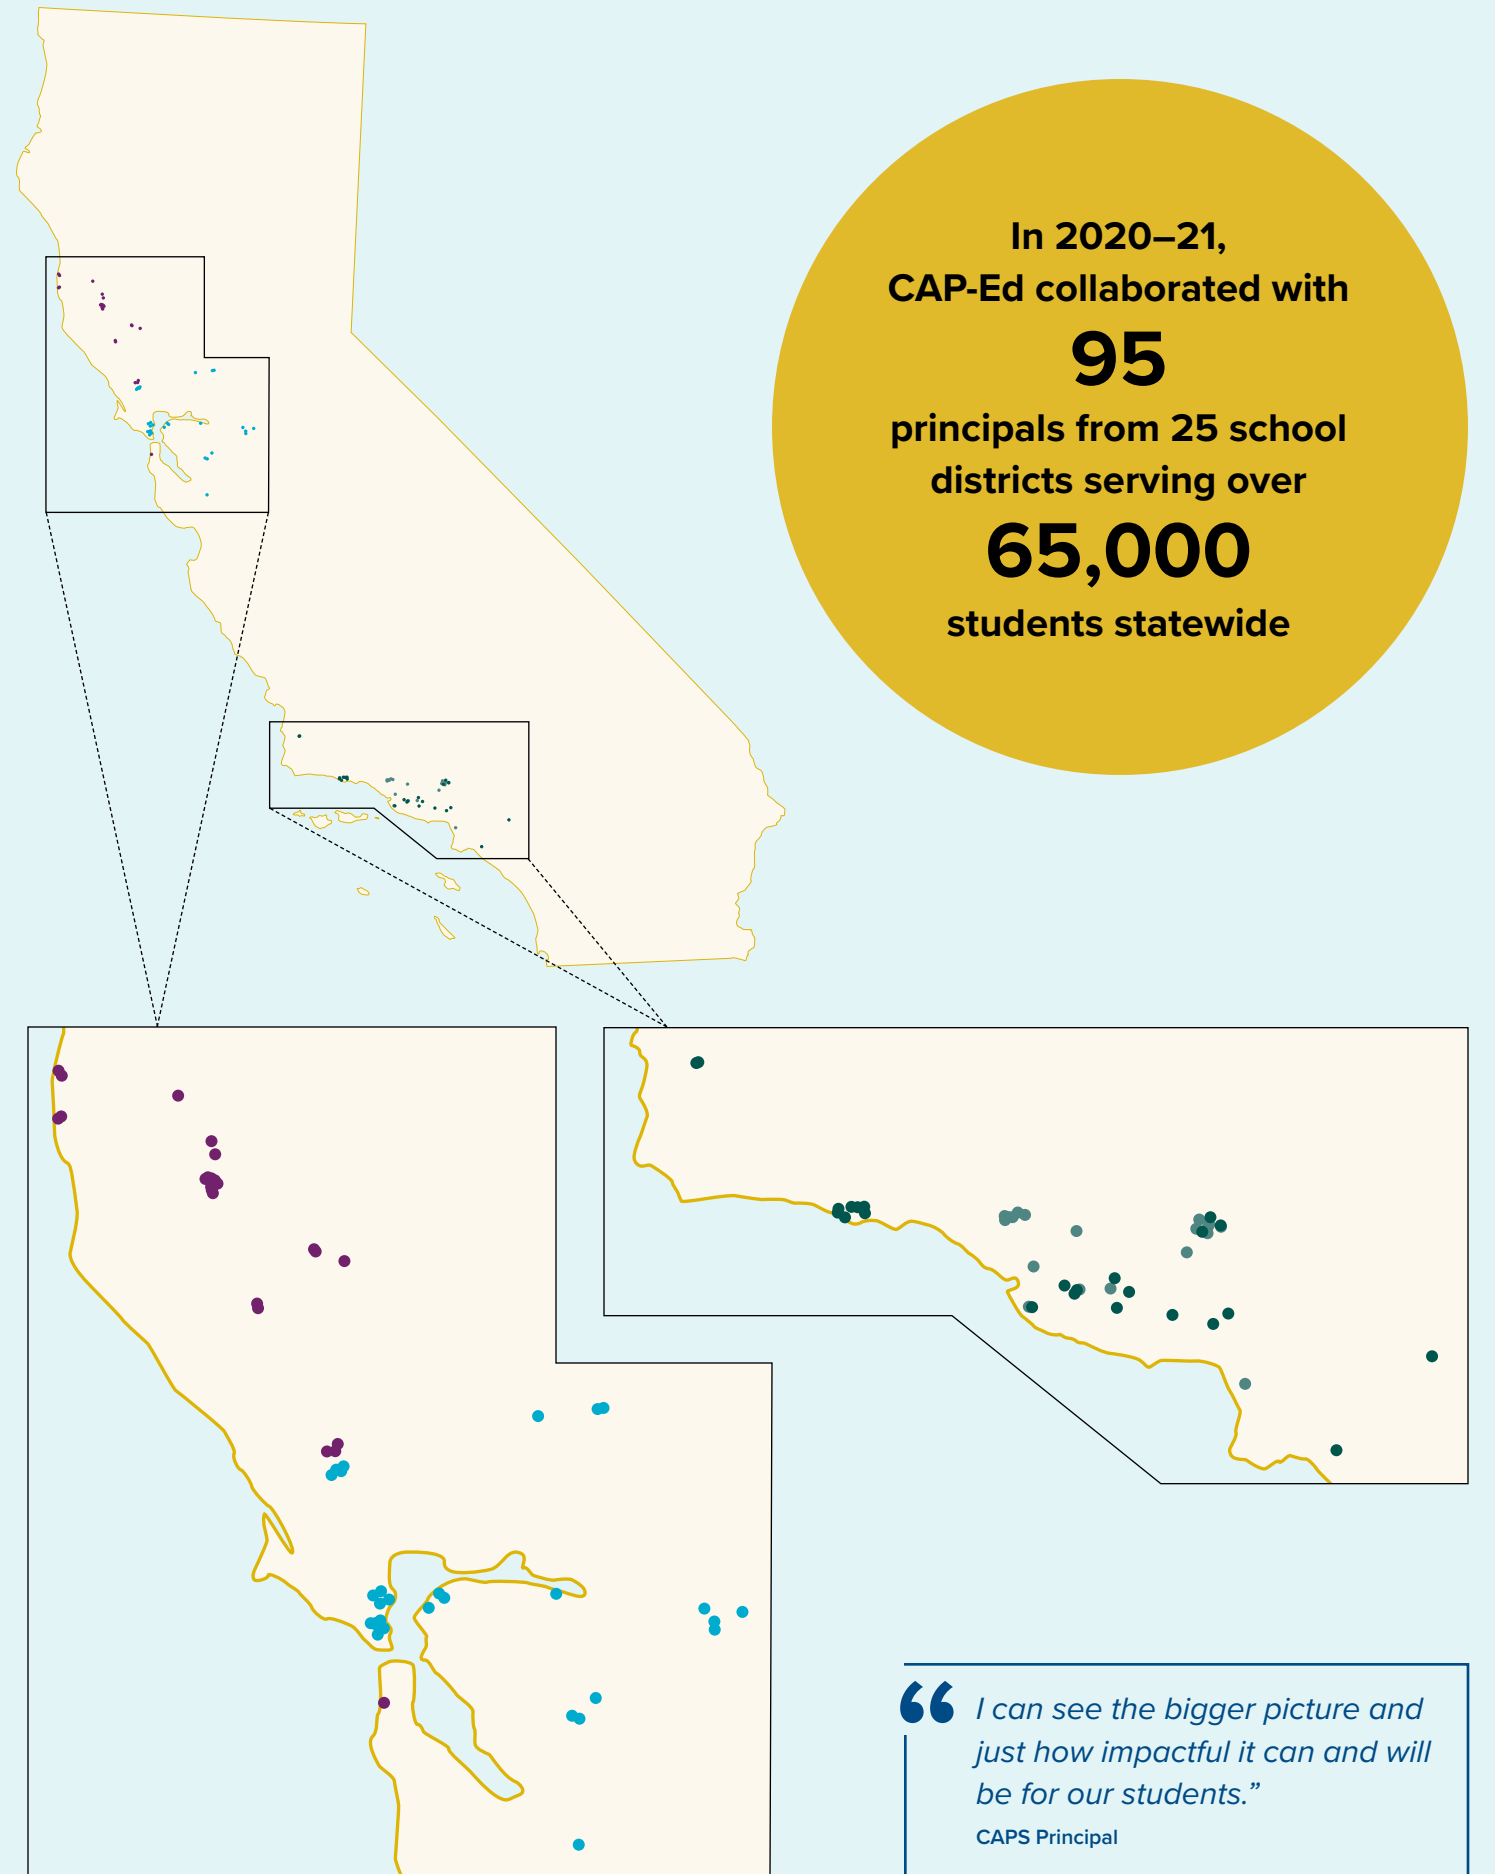 In 2020–21,
CAP-Ed collaborated with
95
principals from 25 school
districts serving over
65,000
students statewide
“ I can see the bigger picture and
just how impactful it can and will
be for our students.”
CAPS Principal